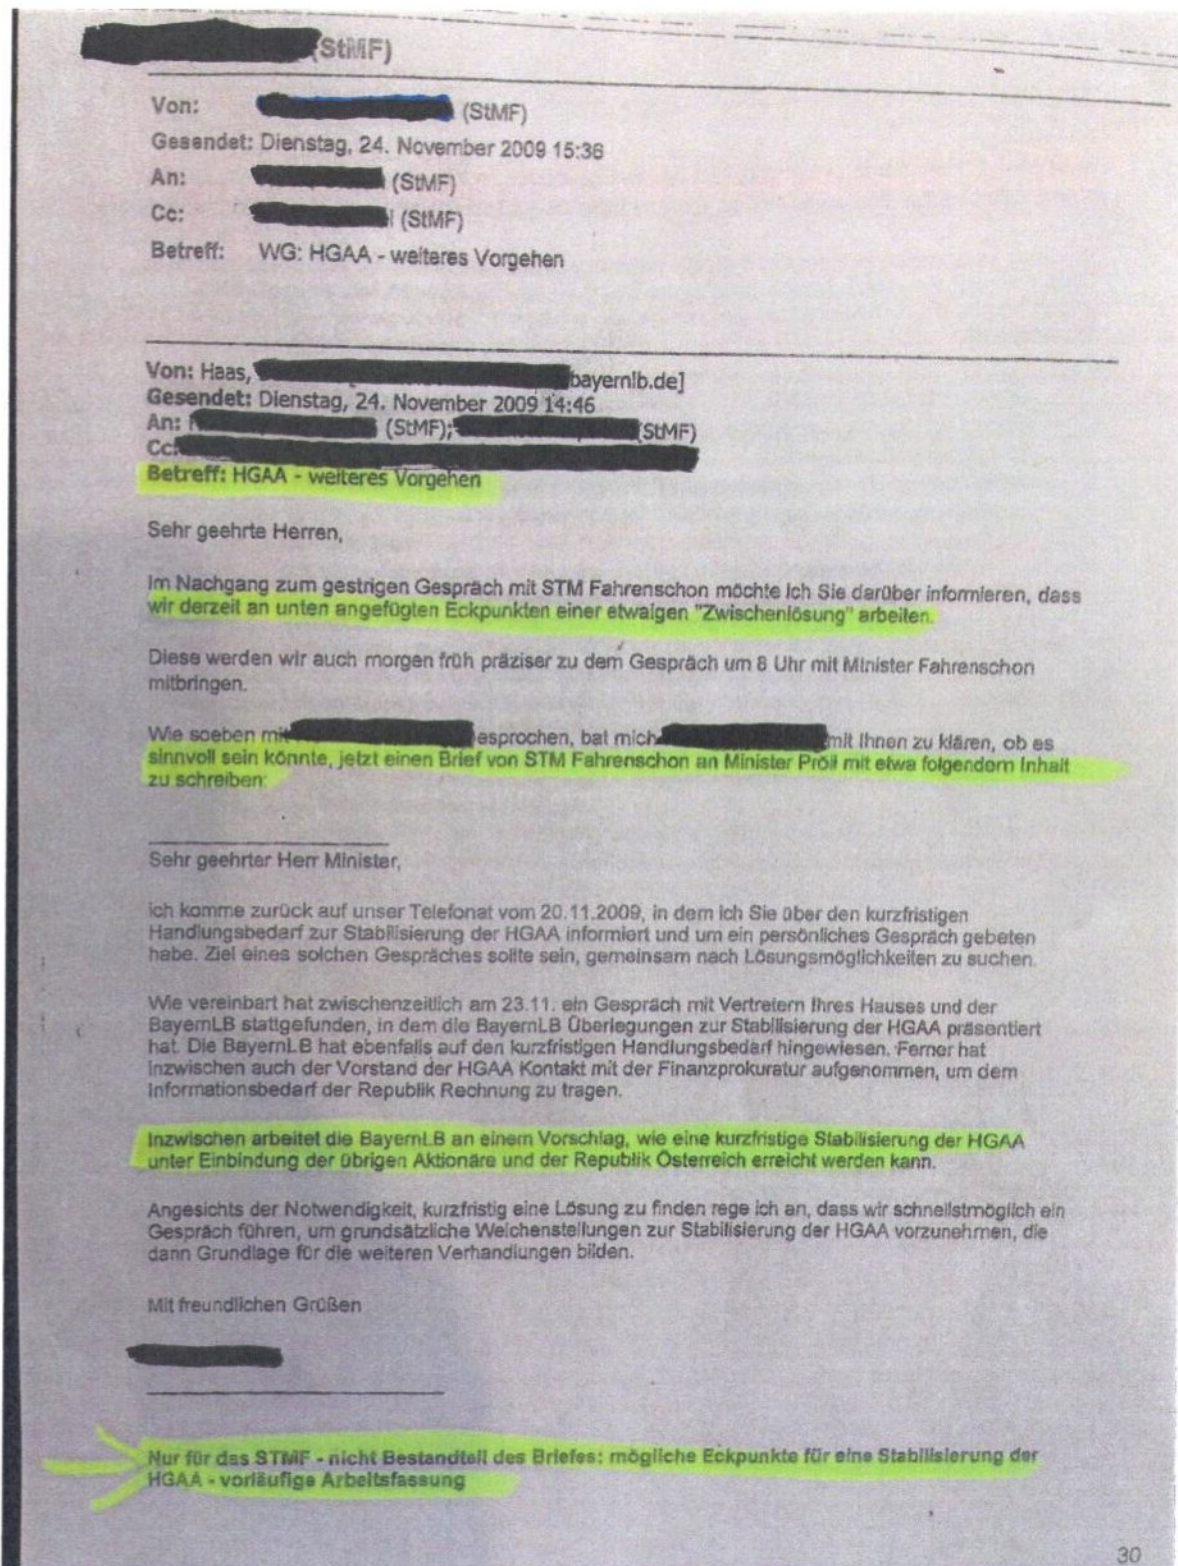 (StMF)
Von: (StMF)
Gesendet: Dienstag, 24. November 2009 15:36
An: (StMF)
Cc: (StMF)
Betreff: WG: HGAA - weiteres Vorgehen
Von: Haas, bayernlb.de]
Gesendet: Dienstag, 24. November 2009 14:46
An: (StMF); (StMF)
Cc:
Betreff: HGAA - weiteres Vorgehen
Sehr geehrte Herren,
im Nachgang zum gestrigen Gespräch mit STM Fahrenschon möchte ich Sie darüber informieren, dass
wir derzeit an unten angefügten Eckpunkten einer etwaigen "Zwischenlösung" arbeiten.
Diese werden wir auch morgen früh präziser zu dem Gespräch um 8 Uhr mit Minister Fahrenschon
mitbringen.
Wie soeben mit esprochen, bat mich mit Ihnen zu klären, ob es
sinnvoll sein könnte, jetzt einen Brief von STM Fahrenschon an Minister Pröll mit etwa folgendem Inhalt
zu schreiben:
Sehr geehrter Herr Minister,
ich komme zurück auf unser Telefonat vom 20.11.2009, in dem ich Sie über den kurzfristigen
Handlungsbedarf zur Stabilisierung der HGAA informiert und um ein persönliches Gespräch gebeten
habe. Ziel eines solchen Gespräches sollte sein, gemeinsam nach Lösungsmöglichkeiten zu suchen.
Wie vereinbart hat zwischenzeitlich am 23.11. ein Gespräch mit Vertretern Ihres Hauses und der
BayernLB stattgefunden, in dem die BayernLB Überlegungen zur Stabilisierung der HGAA präsentiert
hat. Die BayernLB hat ebenfalls auf den kurzfristigen Handlungsbedarf hingewiesen. Ferner hat
inzwischen auch der Vorstand der HGAA Kontakt mit der Finanzprokuratur aufgenommen, um dem
Informationsbedarf der Republik Rechnung zu tragen.
Inzwischen arbeitet die BayernLB an einem Vorschlag, wie eine kurzfristige Stabilisierung der HGAA
unter Einbindung der übrigen Aktionäre und der Republik Österreich erreicht werden kann.
Angesichts der Notwendigkeit, kurzfristig eine Lösung zu finden rege ich an, dass wir schnellstmöglich ein
Gespräch führen, um grundsätzliche Weichenstellungen zur Stabilisierung der HGAA vorzunehmen, die
dann Grundlage für die weiteren Verhandlungen bilden.
Mit freundlichen Grüßen
Nur für das STMF - nicht Bestandteil des Briefes: mögliche Eckpunkte für eine Stabilisierung der
HGAA - vorläufige Arbeitsfassung
30